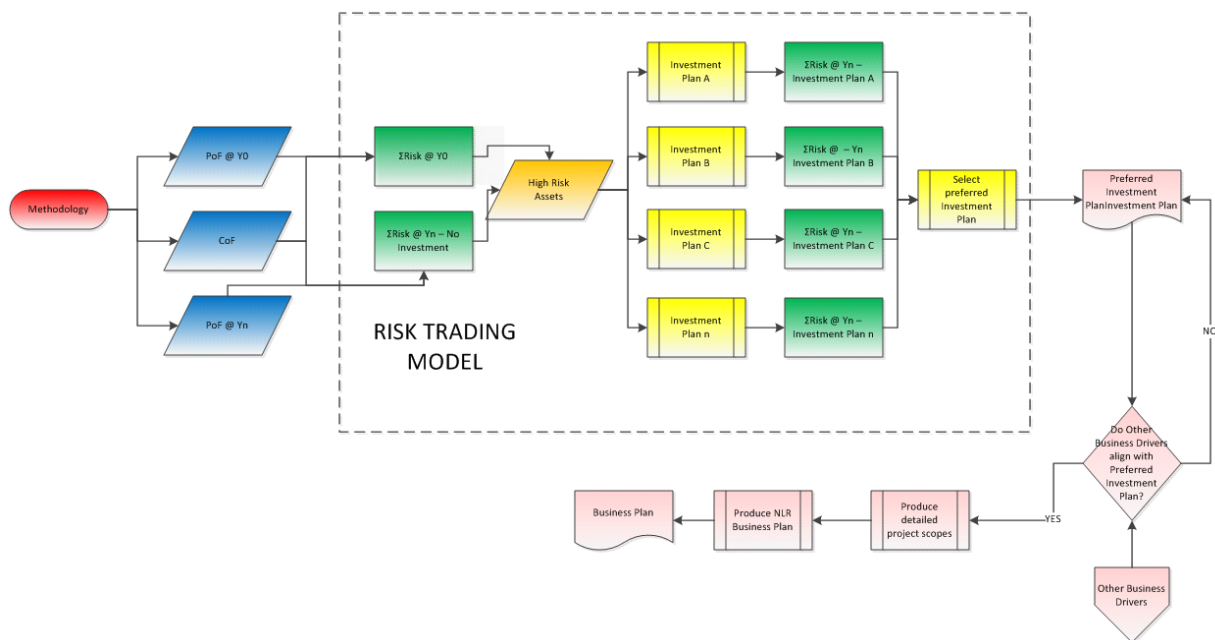 Methodology
PoF @ Y0
CoF
PoF @ Yn
ΣRisk @ Y0
ΣRisk @ Yn – No
Investment
RISK TRADING
MODEL
High Risk
Assets
Investment
Plan A
Investment
Plan B
Investment
Plan C
Investment
Plan n
ΣRisk @ Yn –
Investment Plan A
ΣRisk @ – Yn
Investment Plan B
ΣRisk @ Yn–
Investment Plan C
ΣRisk @ Yn –
Investment Plan n
Select
preferred
Investment
Plan
Preferred
Investment
PlanInvestment Plan
NO
Do Other
Business Drivers
align with
Preferred
Investment
Plan?
YES
Produce
detailed
project scopes
Produce NLR
Business Plan
Business Plan
Other Business
Drivers